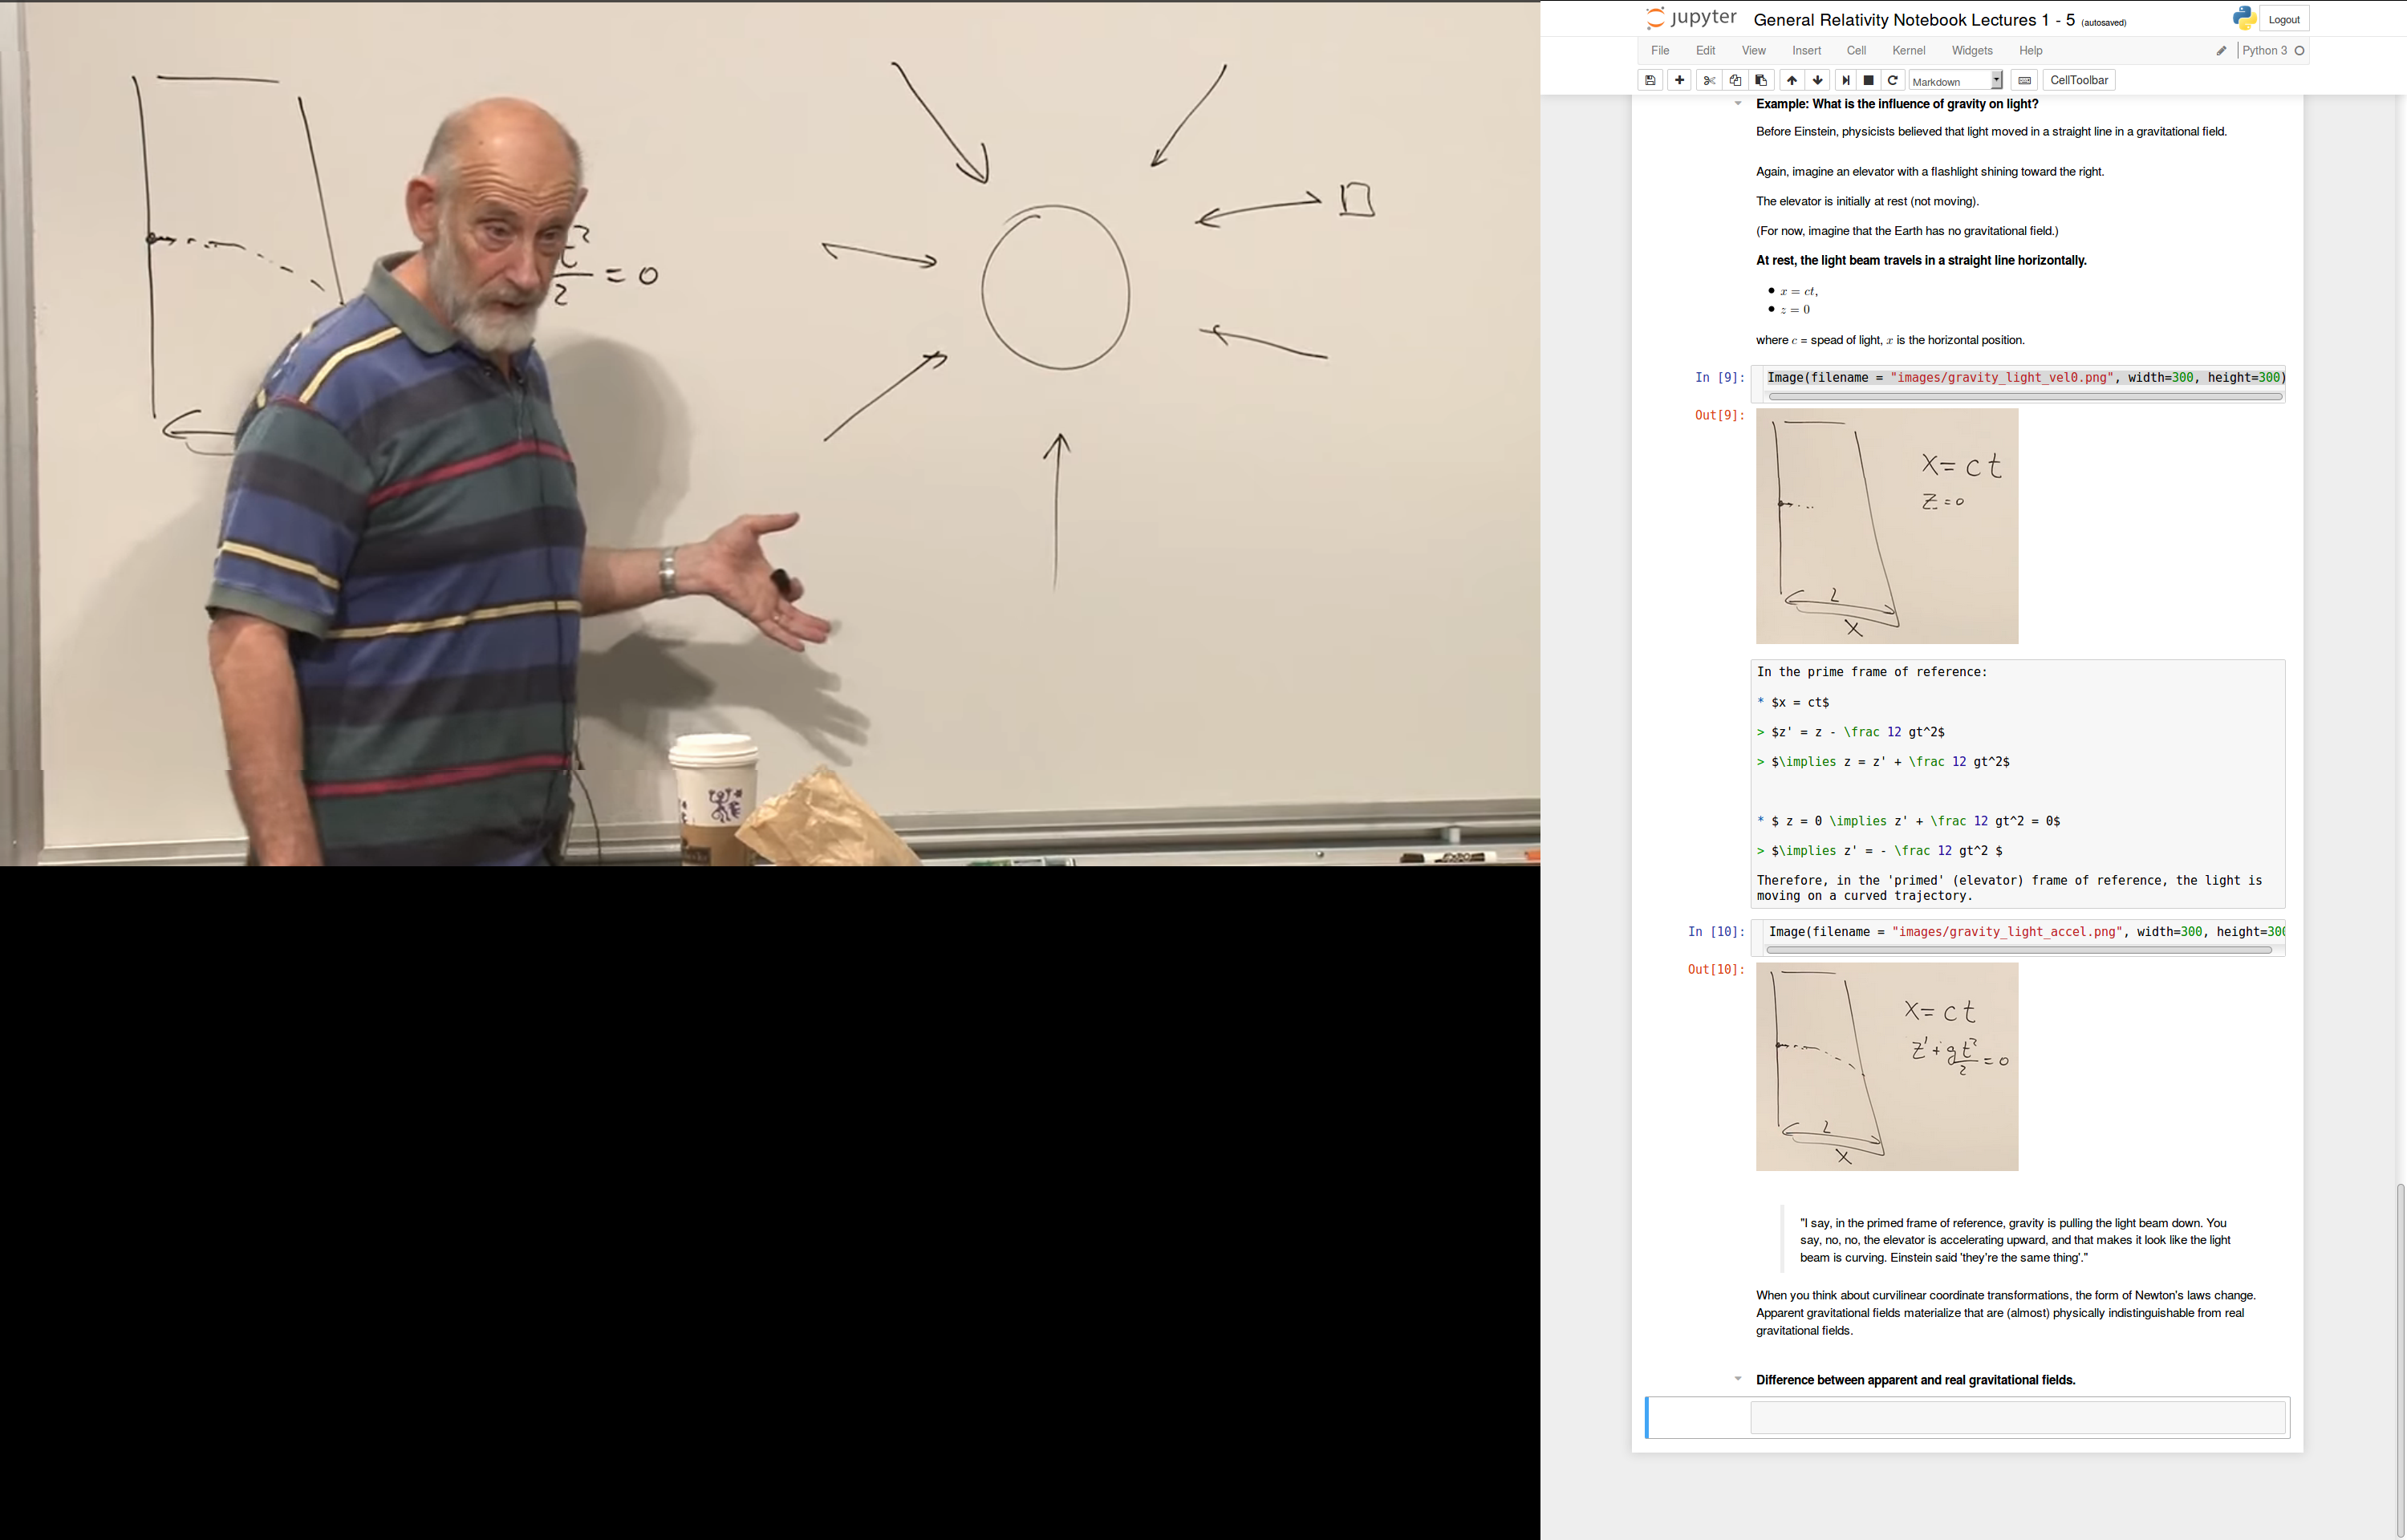 t²
2
= 0
jupyter General Relativity Notebook Lectures 1 - 5 (autosaved)
Logout
File Edit View Insert Cell Kernel Widgets Help
Python 3
Markdown
CellToolbar
Example: What is the influence of gravity on light?
Before Einstein, physicists believed that light moved in a straight line in a gravitational field.
Again, imagine an elevator with a flashlight shining toward the right.
The elevator is initially at rest (not moving).
(For now, imagine that the Earth has no gravitational field.)
At rest, the light beam travels in a straight line horizontally.
• x = ct,
• z = 0
where c = spead of light, x is the horizontal position.
In [9]: Image(filename = "images/gravity_light_vel0.png", width=300, height=300)
Out[9]:
X= ct
Z=0
L
X
In the prime frame of reference:
* $x = ct$
> $z' = z - \frac 12 gt^2$
> $\implies z = z' + \frac 12 gt^2$
* $ z = 0 \implies z' + \frac 12 gt^2 = 0$
> $\implies z' = - \frac 12 gt^2 $
Therefore, in the 'primed' (elevator) frame of reference, the light is
moving on a curved trajectory.
In [10]: Image(filename = "images/gravity_light_accel.png", width=300, height=300
Out[10]:
X= ct
Z'+ gt²
2
= 0
L
X
"I say, in the primed frame of reference, gravity is pulling the light beam down. You
say, no, no, the elevator is accelerating upward, and that makes it look like the light
beam is curving. Einstein said 'they're the same thing'."
When you think about curvilinear coordinate transformations, the form of Newton's laws change.
Apparent gravitational fields materialize that are (almost) physically indistinguishable from real
gravitational fields.
Difference between apparent and real gravitational fields.